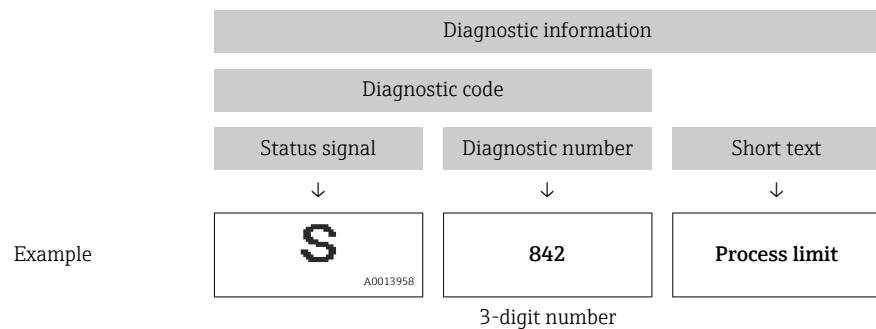 Diagnostic information
Diagnostic code
Status signal Diagnostic number Short text
↓ ↓ ↓
Example S 842 Process limit
A0013958
3-digit number